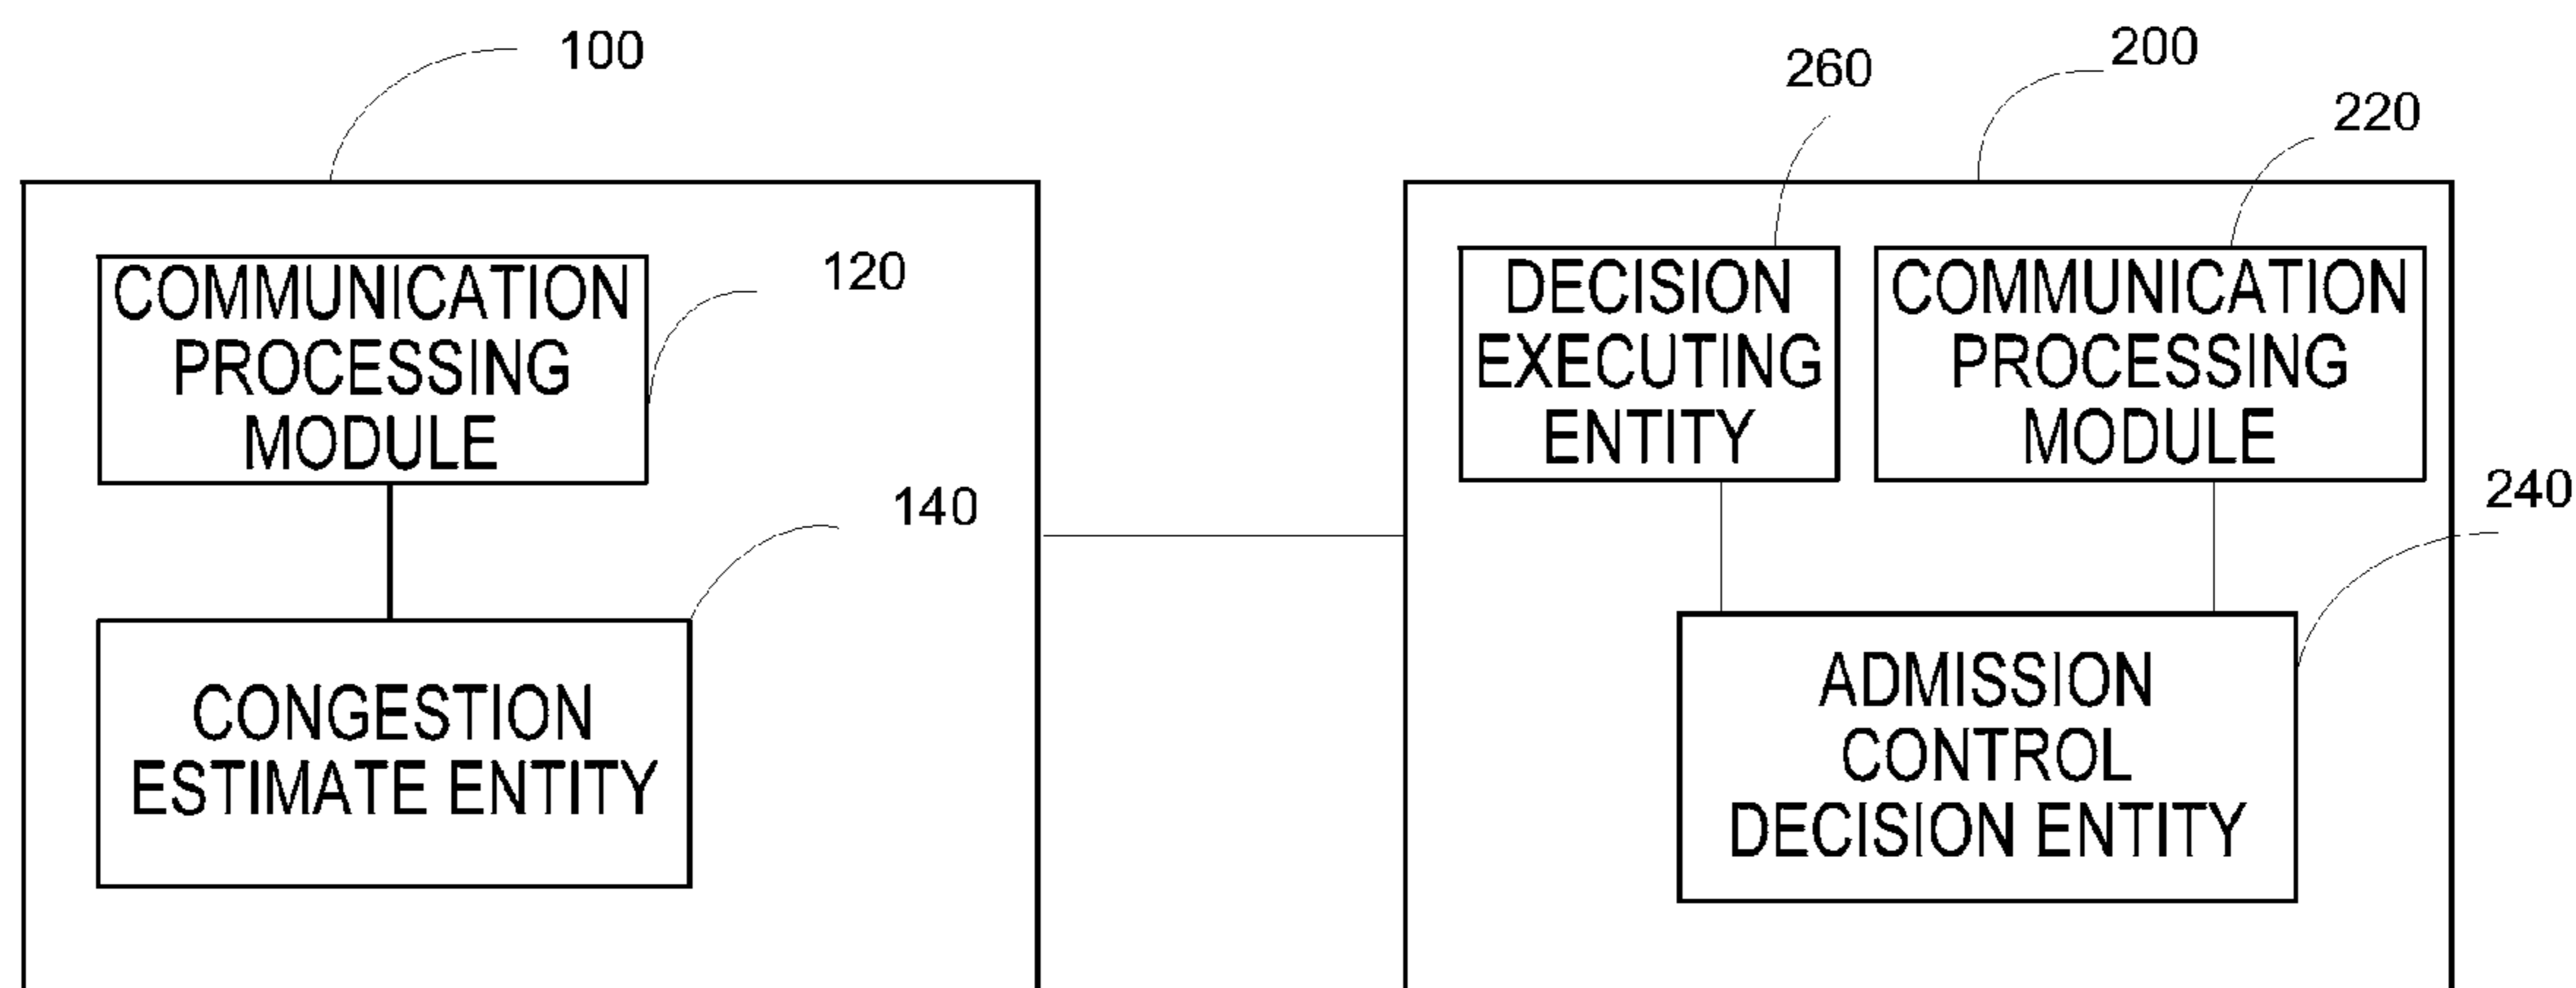 100
200
260
220
COMMUNICATION
PROCESSING
MODULE
120
DECISION
EXECUTING
ENTITY
COMMUNICATION
PROCESSING
MODULE
140
240
CONGESTION
ESTIMATE ENTITY
ADMISSION
CONTROL
DECISION ENTITY